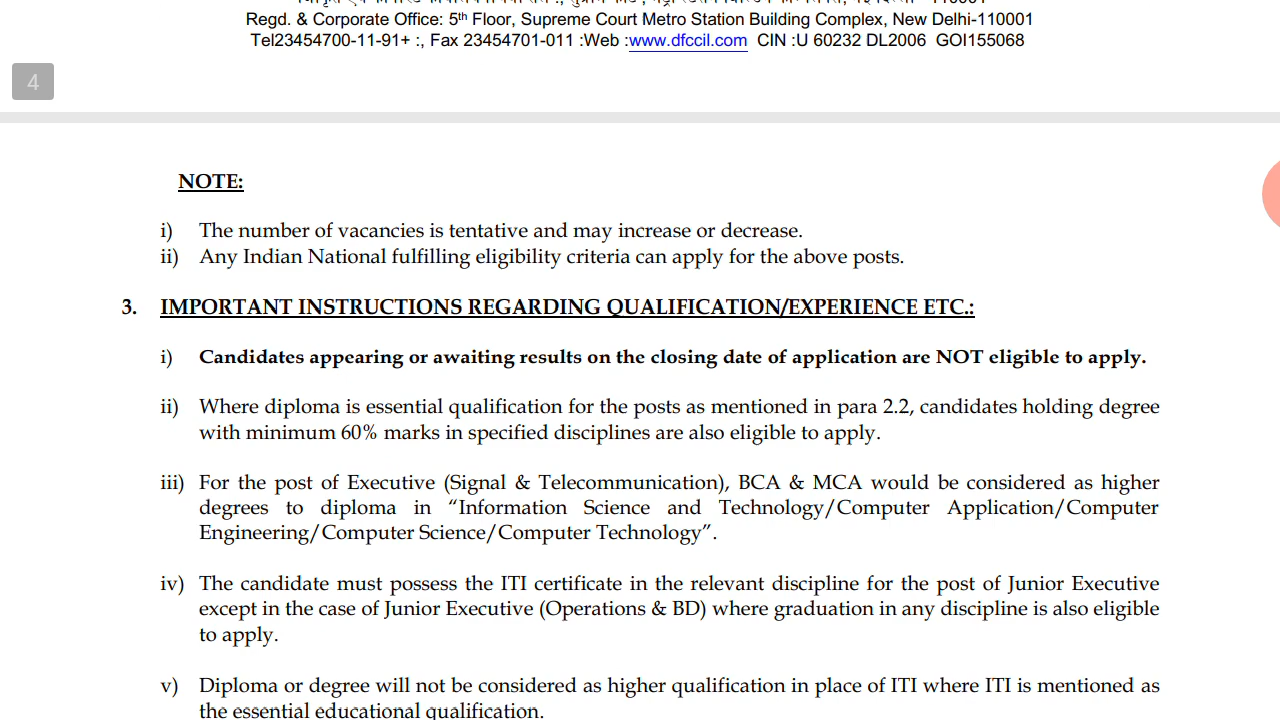 Regd. & Corporate Office: 5th Floor, Supreme Court Metro Station Building Complex, New Delhi-110001
Tel23454700-11-91+ :, Fax 23454701-011 :Web :www.dfccil.com CIN :U 60232 DL2006 GOI155068
4
NOTE:
i) The number of vacancies is tentative and may increase or decrease.
ii) Any Indian National fulfilling eligibility criteria can apply for the above posts.
3. IMPORTANT INSTRUCTIONS REGARDING QUALIFICATION/EXPERIENCE ETC.:
i) Candidates appearing or awaiting results on the closing date of application are NOT eligible to apply.
ii) Where diploma is essential qualification for the posts as mentioned in para 2.2, candidates holding degree
with minimum 60% marks in specified disciplines are also eligible to apply.
iii) For the post of Executive (Signal & Telecommunication), BCA & MCA would be considered as higher
degrees to diploma in “Information Science and Technology/Computer Application/Computer
Engineering/Computer Science/Computer Technology”.
iv) The candidate must possess the ITI certificate in the relevant discipline for the post of Junior Executive
except in the case of Junior Executive (Operations & BD) where graduation in any discipline is also eligible
to apply.
v) Diploma or degree will not be considered as higher qualification in place of ITI where ITI is mentioned as
the essential educational qualification.